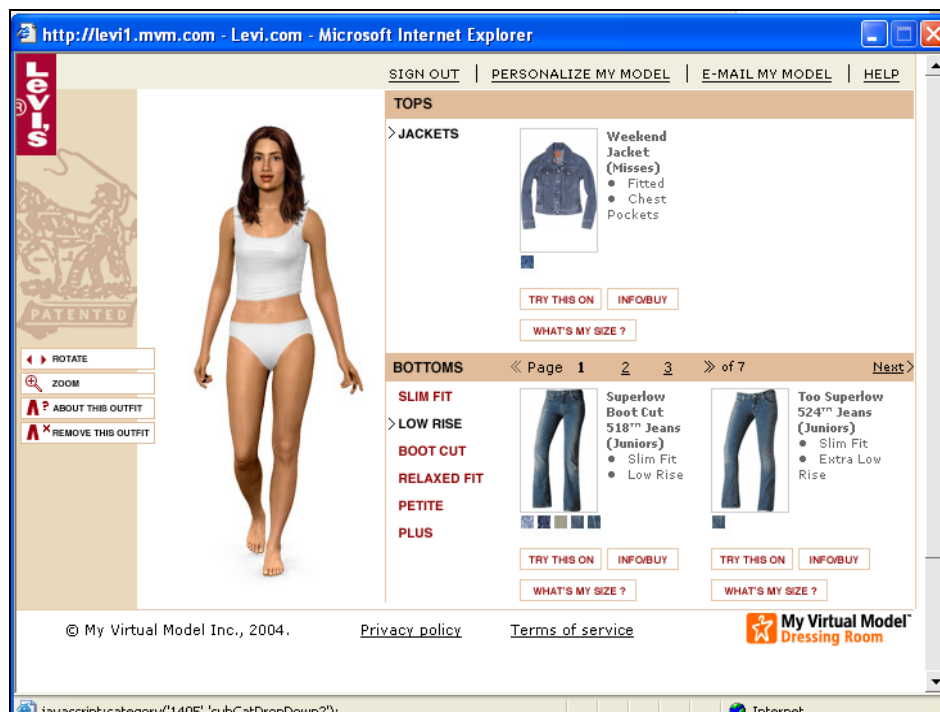 http://levi1.mvm.com - Levi.com - Microsoft Internet Explorer
Levi's
®
SIGN OUT | PERSONALIZE MY MODEL | E-MAIL MY MODEL | HELP
TOPS
JACKETS
Weekend
Jacket
(Misses)
• Fitted
• Chest
Pockets
TRY THIS ON INFO/BUY
WHAT'S MY SIZE ?
PATENTED
ROTATE
ZOOM
? ABOUT THIS OUTFIT
× REMOVE THIS OUTFIT
BOTTOMS
« Page 1 2 3 » of 7 Next
SLIM FIT
LOW RISE
BOOT CUT
RELAXED FIT
PETITE
PLUS
Superlow
Boot Cut
518™ Jeans
(Juniors)
• Slim Fit
• Low Rise
TRY THIS ON INFO/BUY
WHAT'S MY SIZE ?
Too Superlow
524™ Jeans
(Juniors)
• Slim Fit
• Extra Low
Rise
TRY THIS ON INFO/BUY
WHAT'S MY SIZE ?
© My Virtual Model Inc., 2004. Privacy policy Terms of service
My Virtual Model™
Dressing Room
javascript:category('140F','subCatDropDown2'); Internet